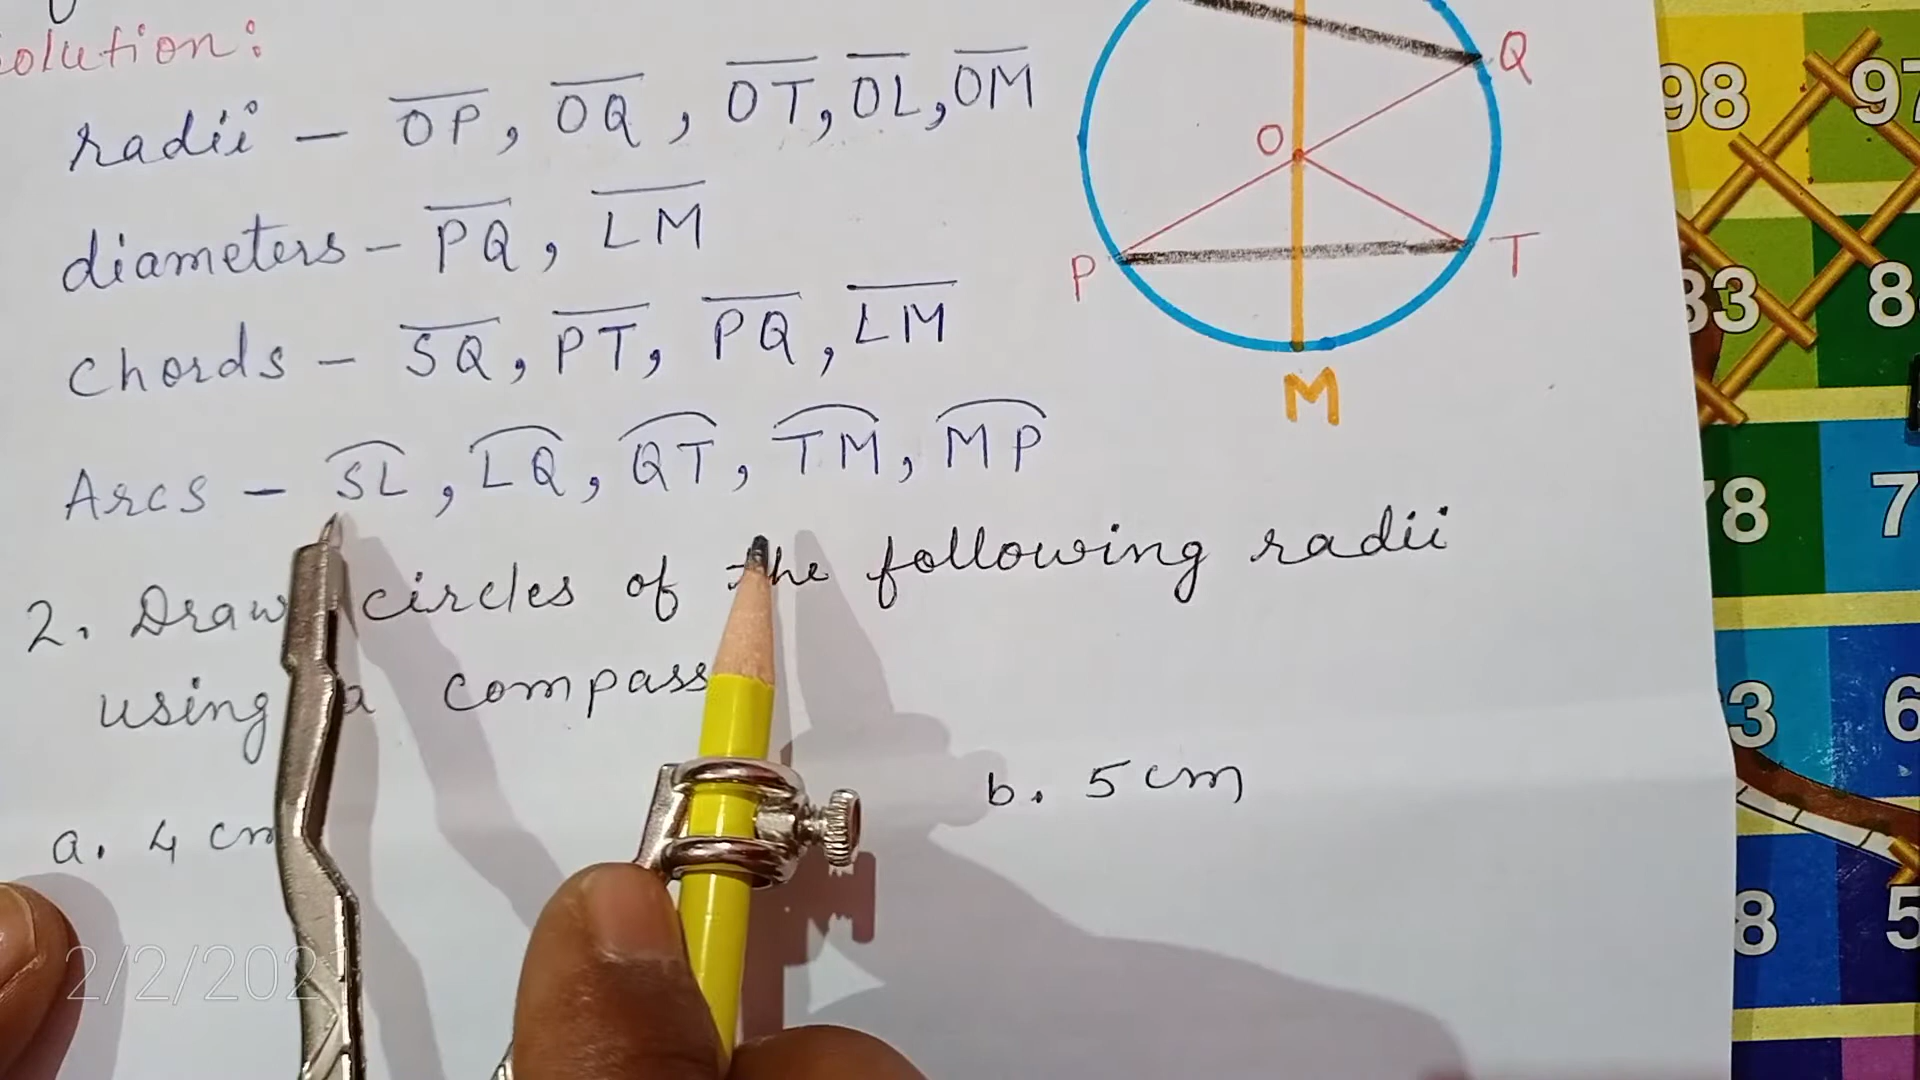 solution:
radii - OP, OQ, OT, OL, OM
diameters - PQ, LM
chords - SQ, PT, PQ, LM
Arcs - SL, LQ, QT, TM, MP
2. Draw circles of the following radii
using a compass
a. 4 cm
b. 5 cm
Q
O
P
T
M
98
97
83
8
78
7
3
6
8
5
2/2/202